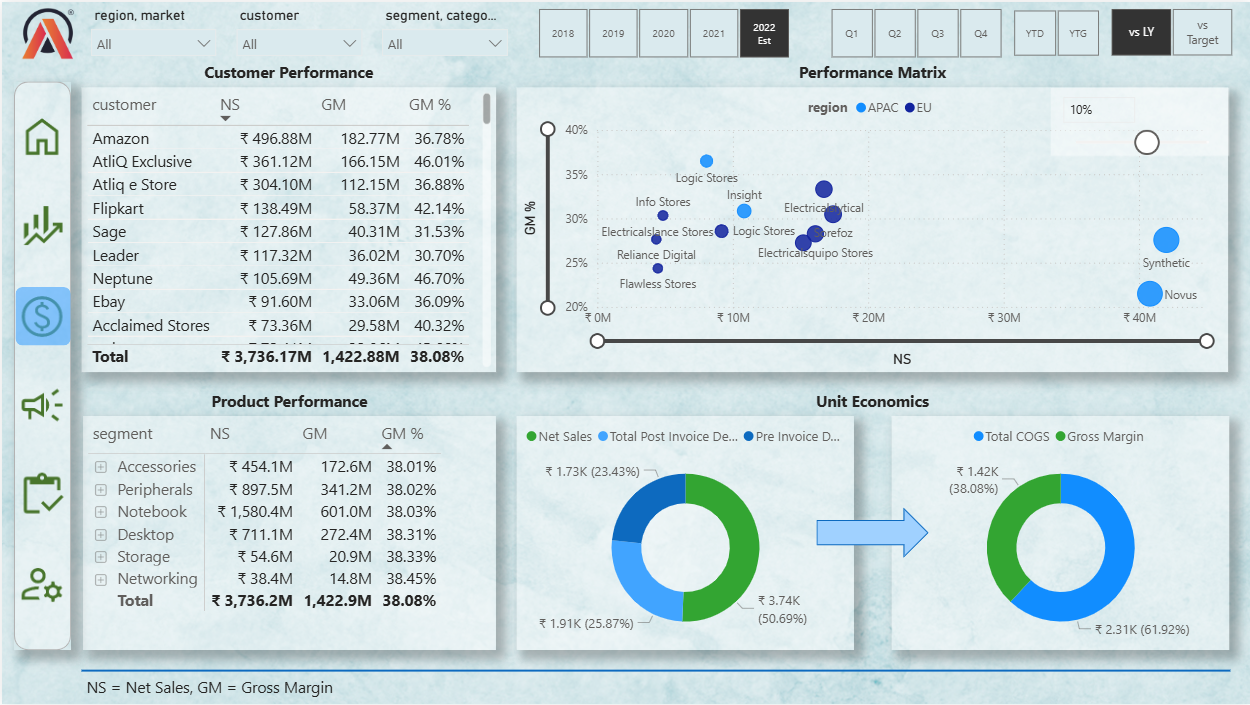 region, market
customer
segment, catego...
All
All
All
2018
2019
2020
2021
2022
Est
Q1
Q2
Q3
Q4
YTD
YTG
vs LY
vs
Target
Customer Performance
customer NS GM GM %
Amazon ₹ 496.88M 182.77M 36.78%
AtliQ Exclusive ₹ 361.12M 166.15M 46.01%
Atliq e Store ₹ 304.10M 112.15M 36.88%
Flipkart ₹ 138.49M 58.37M 42.14%
Sage ₹ 127.86M 40.31M 31.53%
Leader ₹ 117.32M 36.02M 30.70%
Neptune ₹ 105.69M 49.36M 46.70%
Ebay ₹ 91.60M 33.06M 36.09%
Acclaimed Stores ₹ 73.36M 29.58M 40.32%
Total ₹ 3,736.17M 1,422.88M 38.08%
Performance Matrix
region APAC EU
10%
GM %
40%
35%
30%
25%
20%
Logic Stores
Insight
Info Stores
Logic Stores
Reliance Digital
Flawless Stores
Synthetic
Novus
₹ 0M ₹ 10M ₹ 20M ₹ 30M ₹ 40M
NS
Product Performance
segment NS GM GM %
Accessories ₹ 454.1M 172.6M 38.01%
Peripherals ₹ 897.5M 341.2M 38.02%
Notebook ₹ 1,580.4M 601.0M 38.03%
Desktop ₹ 711.1M 272.4M 38.31%
Storage ₹ 54.6M 20.9M 38.33%
Networking ₹ 38.4M 14.8M 38.45%
Total ₹ 3,736.2M 1,422.9M 38.08%
Unit Economics
Net Sales Total Post Invoice De... Pre Invoice D...
₹ 1.73K (23.43%)
₹ 3.74K
(50.69%)
₹ 1.91K (25.87%)
Total COGS Gross Margin
₹ 1.42K
(38.08%)
₹ 2.31K (61.92%)
NS = Net Sales, GM = Gross Margin